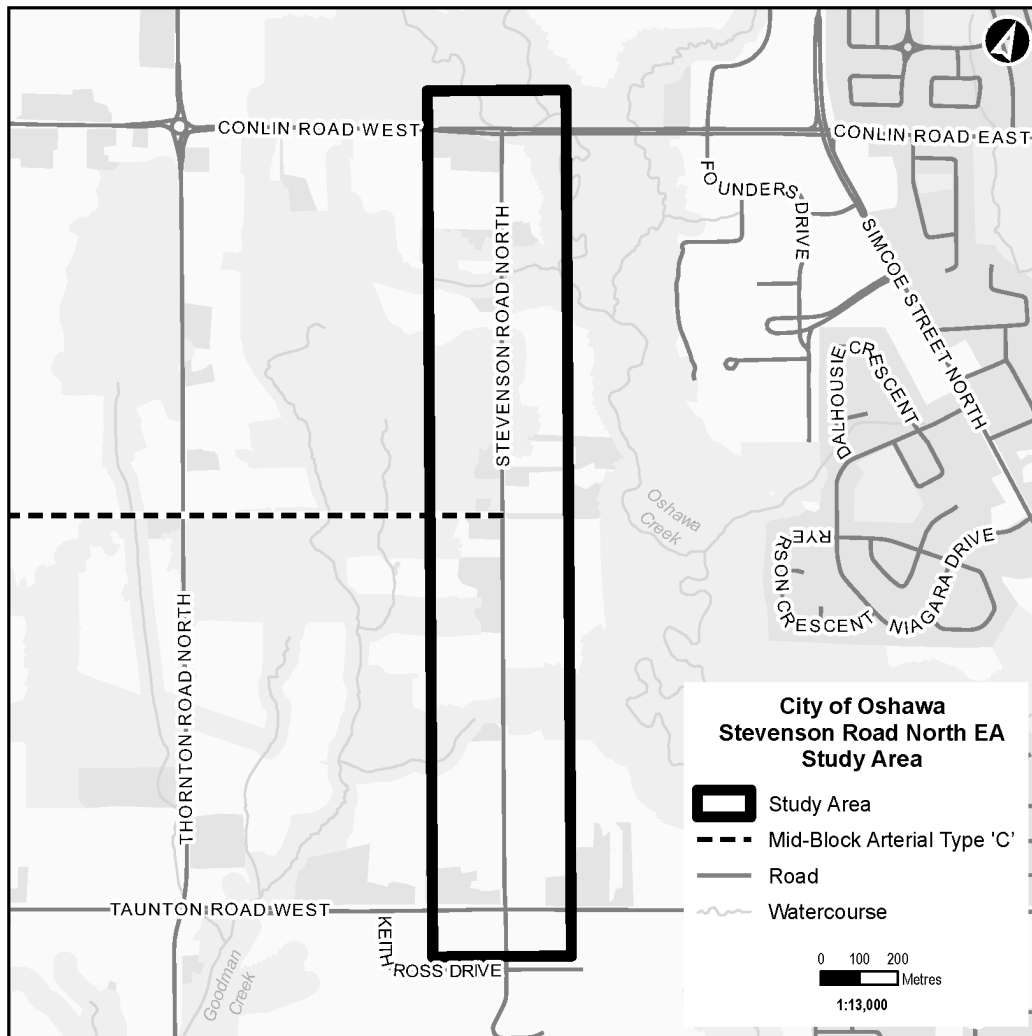 CONLIN ROAD WEST
CONLIN ROAD EAST
FOUNDERS DRIVE
SIMCOE STREET NORTH
STEVENSON ROAD NORTH
DALHOUSIE CRESCENT
Oshawa
Creek
RYERSON CRESCENT
NIAGARA DRIVE
THORNTON ROAD NORTH
TAUNTON ROAD WEST
KEITH ROSS DRIVE
Goodman
Creek
City of Oshawa
Stevenson Road North EA
Study Area
Study Area
Mid-Block Arterial Type 'C'
Road
Watercourse
0 100 200
Metres
1:13,000